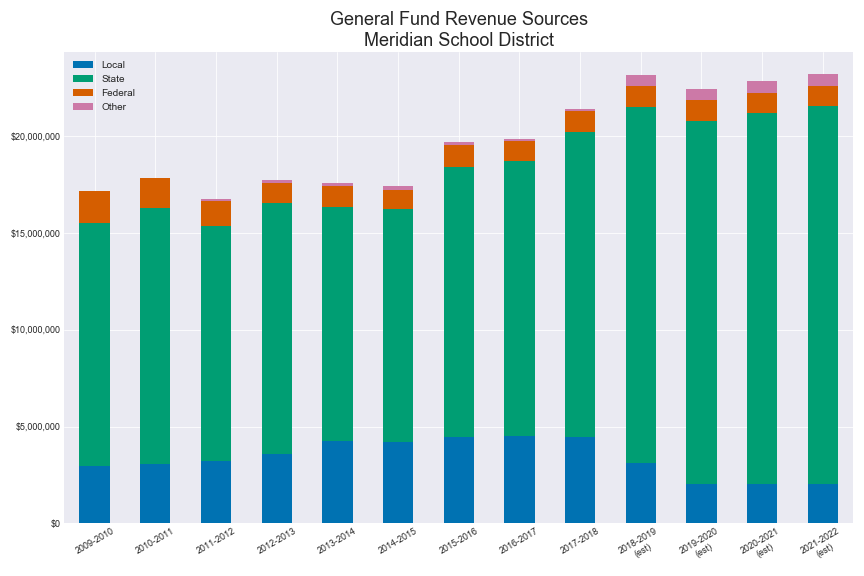 General Fund Revenue Sources
Meridian School District
Local
State
Federal
Other
$20,000,000
$15,000,000
$10,000,000
$5,000,000
$0
2009-2010
2010-2011
2011-2012
2012-2013
2013-2014
2014-2015
2015-2016
2016-2017
2017-2018
2018-2019
(est)
2019-2020
(est)
2020-2021
(est)
2021-2022
(est)